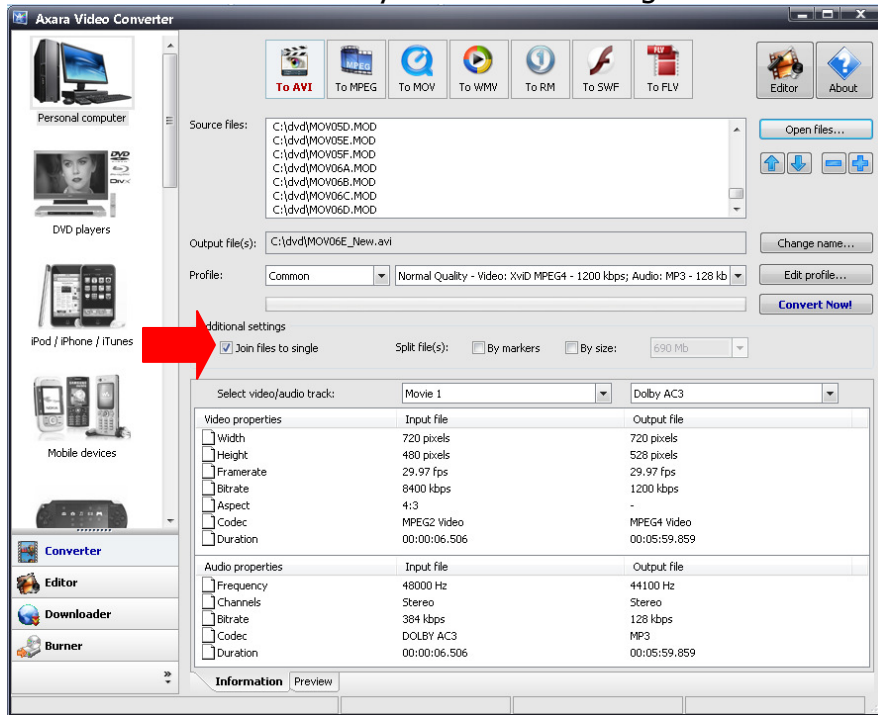 Axara Video Converter
To AVI To MPEG To MOV To WMV To RM To SWF To FLV Editor About
Personal computer
DVD players
iPod / iPhone / iTunes
Mobile devices
Source files:
C:\dvd\MOV05D.MOD
C:\dvd\MOV05E.MOD
C:\dvd\MOV05F.MOD
C:\dvd\MOV06A.MOD
C:\dvd\MOV06B.MOD
C:\dvd\MOV06C.MOD
C:\dvd\MOV06D.MOD
Open files...
Output file(s): C:\dvd\MOV06E_New.avi Change name...
Profile: Common Normal Quality - Video: XviD MPEG4 - 1200 kbps; Audio: MP3 - 128 kb Edit profile...
Convert Now!
dditional settings
Join files to single Split file(s): By markers By size: 690 Mb
Select video/audio track: Movie 1 Dolby AC3
Video properties Input file Output file
Width 720 pixels 720 pixels
Height 480 pixels 528 pixels
Framerate 29.97 fps 29.97 fps
Bitrate 8400 kbps 1200 kbps
Aspect 4:3 -
Codec MPEG2 Video MPEG4 Video
Duration 00:00:06.506 00:05:59.859
Audio properties Input file Output file
Frequency 48000 Hz 44100 Hz
Channels Stereo Stereo
Bitrate 384 kbps 128 kbps
Codec DOLBY AC3 MP3
Duration 00:00:06.506 00:05:59.859
Converter
Editor
Downloader
Burner
Information Preview